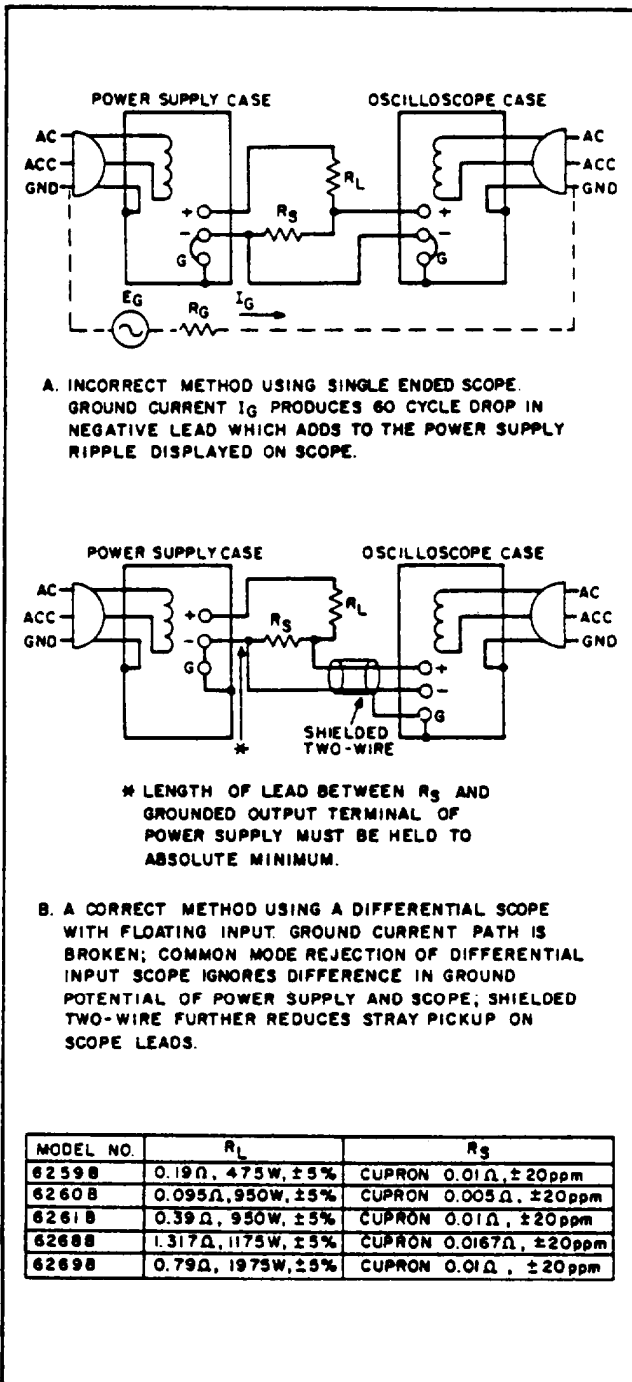 POWER SUPPLY CASE OSCILLOSCOPE CASE
AC AC
ACC ACC
GND GND
RL
+ RS +
- -
G G
EG RG IG
A. INCORRECT METHOD USING SINGLE ENDED SCOPE.
GROUND CURRENT IG PRODUCES 60 CYCLE DROP IN
NEGATIVE LEAD WHICH ADDS TO THE POWER SUPPLY
RIPPLE DISPLAYED ON SCOPE.
POWER SUPPLY CASE OSCILLOSCOPE CASE
AC AC
ACC ACC
GND GND
+ RS RL
- +
G -
G
SHIELDED
TWO-WIRE
*
* LENGTH OF LEAD BETWEEN RS AND
GROUNDED OUTPUT TERMINAL OF
POWER SUPPLY MUST BE HELD TO
ABSOLUTE MINIMUM.
B. A CORRECT METHOD USING A DIFFERENTIAL SCOPE
WITH FLOATING INPUT. GROUND CURRENT PATH IS
BROKEN; COMMON MODE REJECTION OF DIFFERENTIAL
INPUT SCOPE IGNORES DIFFERENCE IN GROUND
POTENTIAL OF POWER SUPPLY AND SCOPE; SHIELDED
TWO-WIRE FURTHER REDUCES STRAY PICKUP ON
SCOPE LEADS.
MODEL NO. RL RS
6259B 0.19Ω, 475W, ±5% CUPRON 0.01Ω, ±20ppm
6260B 0.095Ω, 950W, ±5% CUPRON 0.005Ω, ±20ppm
6261B 0.39Ω, 950W, ±5% CUPRON 0.01Ω, ±20ppm
6268B 1.317Ω, 1175W, ±5% CUPRON 0.0167Ω, ±20ppm
6269B 0.79Ω, 1975W, ±5% CUPRON 0.01Ω, ±20ppm